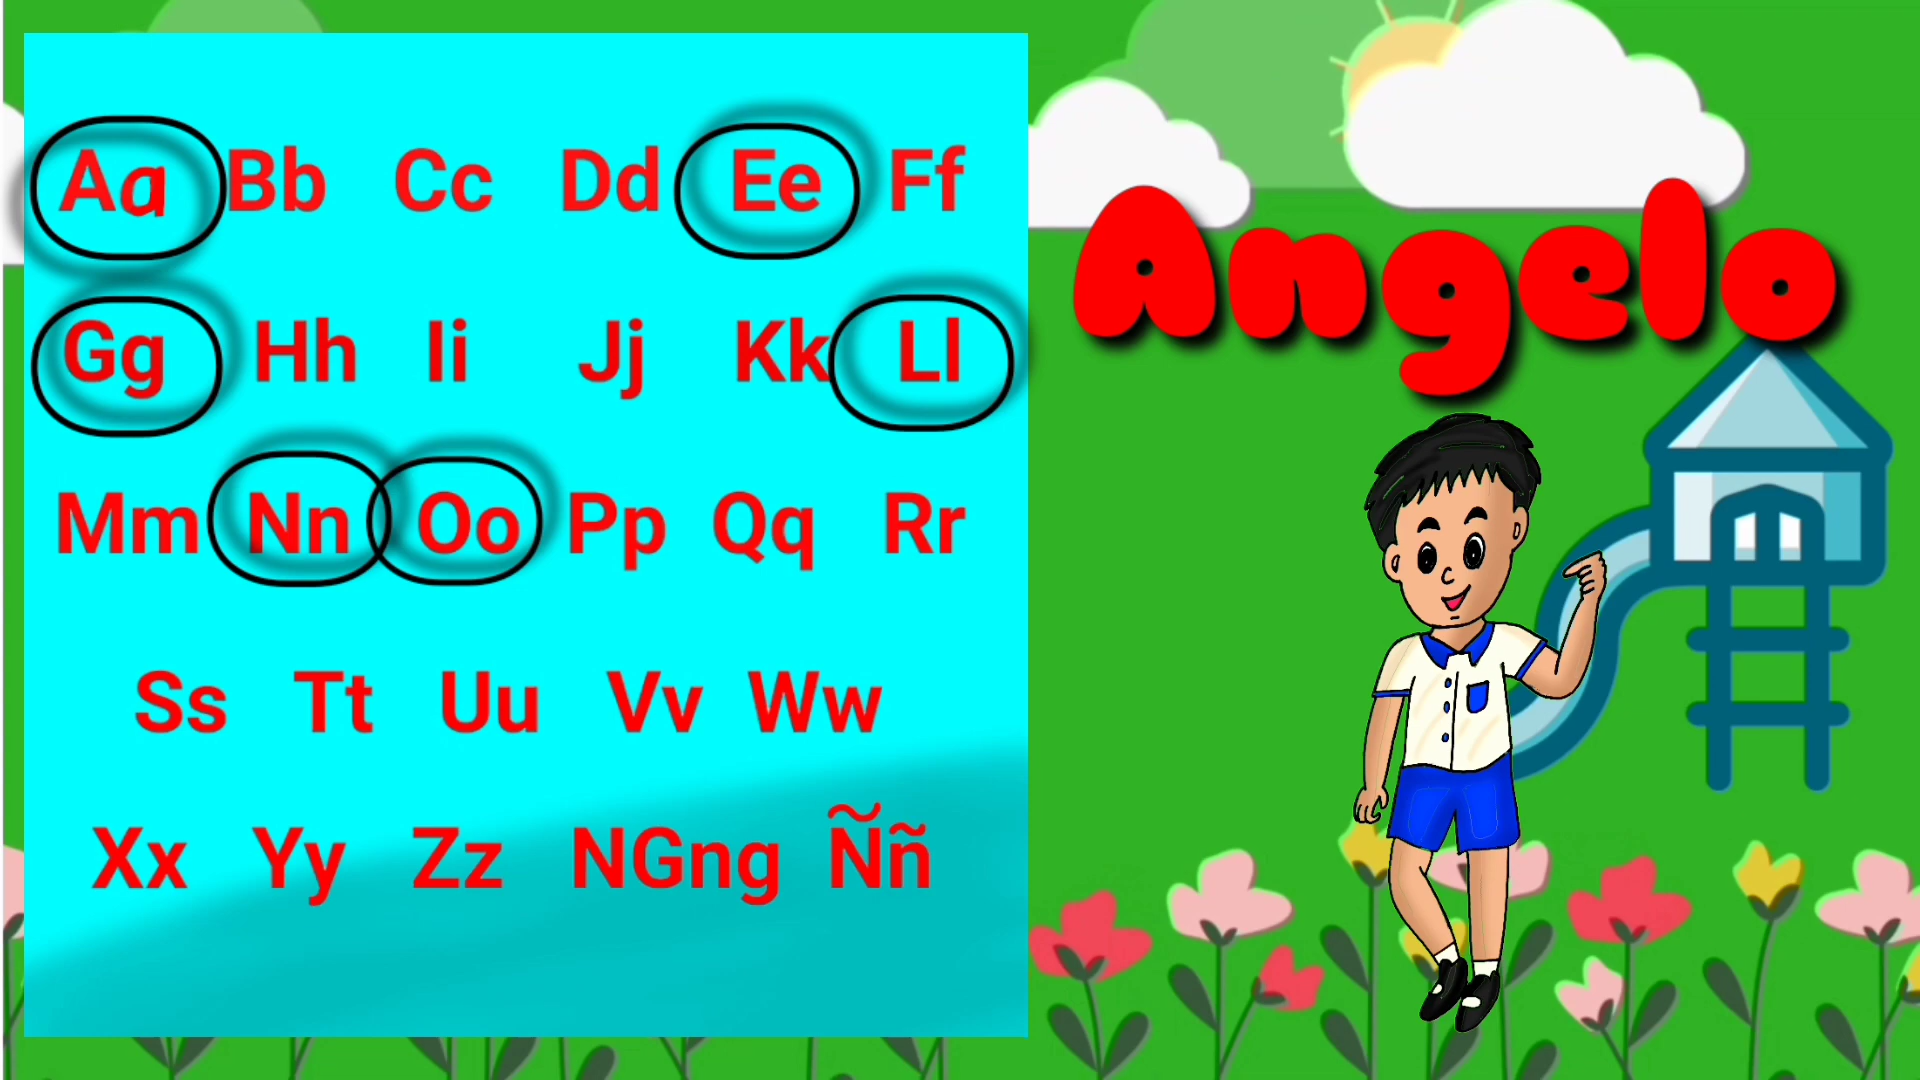 Aa Bb Cc Dd Ee Ff
Gg Hh Ii Jj Kk Ll
Mm Nn Oo Pp Qq Rr
Ss Tt Uu Vv Ww
Xx Yy Zz NGng Ññ
Angelo